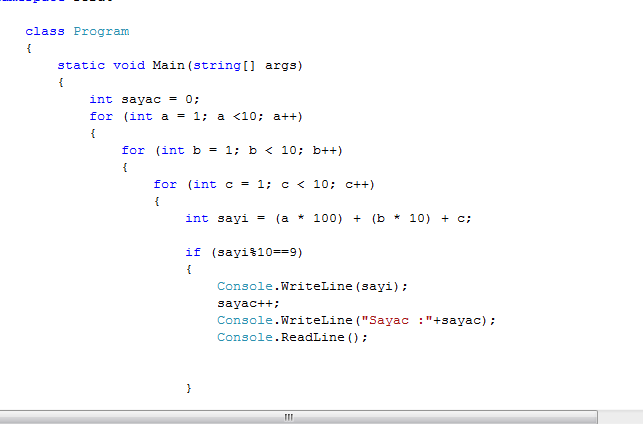 class Program
{
static void Main(string[] args)
{
int sayac = 0;
for (int a = 1; a <10; a++)
{
for (int b = 1; b < 10; b++)
{
for (int c = 1; c < 10; c++)
{
int sayi = (a * 100) + (b * 10) + c;
if (sayi%10==9)
{
Console.WriteLine(sayi);
sayac++;
Console.WriteLine("Sayac :"+sayac);
Console.ReadLine();
}